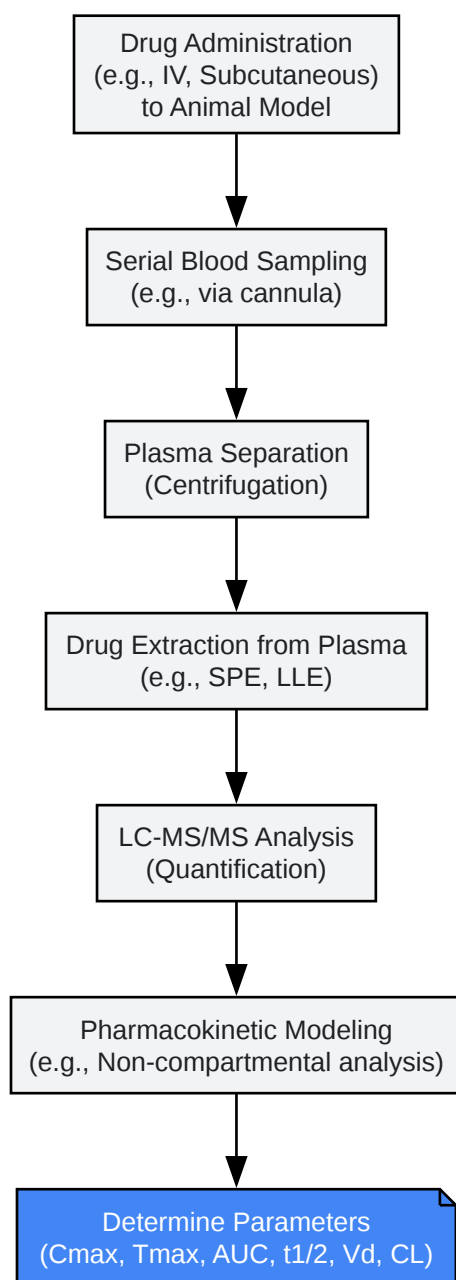 Drug Administration
(e.g., IV, Subcutaneous)
to Animal Model
Serial Blood Sampling
(e.g., via cannula)
Plasma Separation
(Centrifugation)
Drug Extraction from Plasma
(e.g., SPE, LLE)
LC-MS/MS Analysis
(Quantification)
Pharmacokinetic Modeling
(e.g., Non-compartmental analysis)
Determine Parameters
(Cmax, Tmax, AUC, t1/2, Vd, CL)